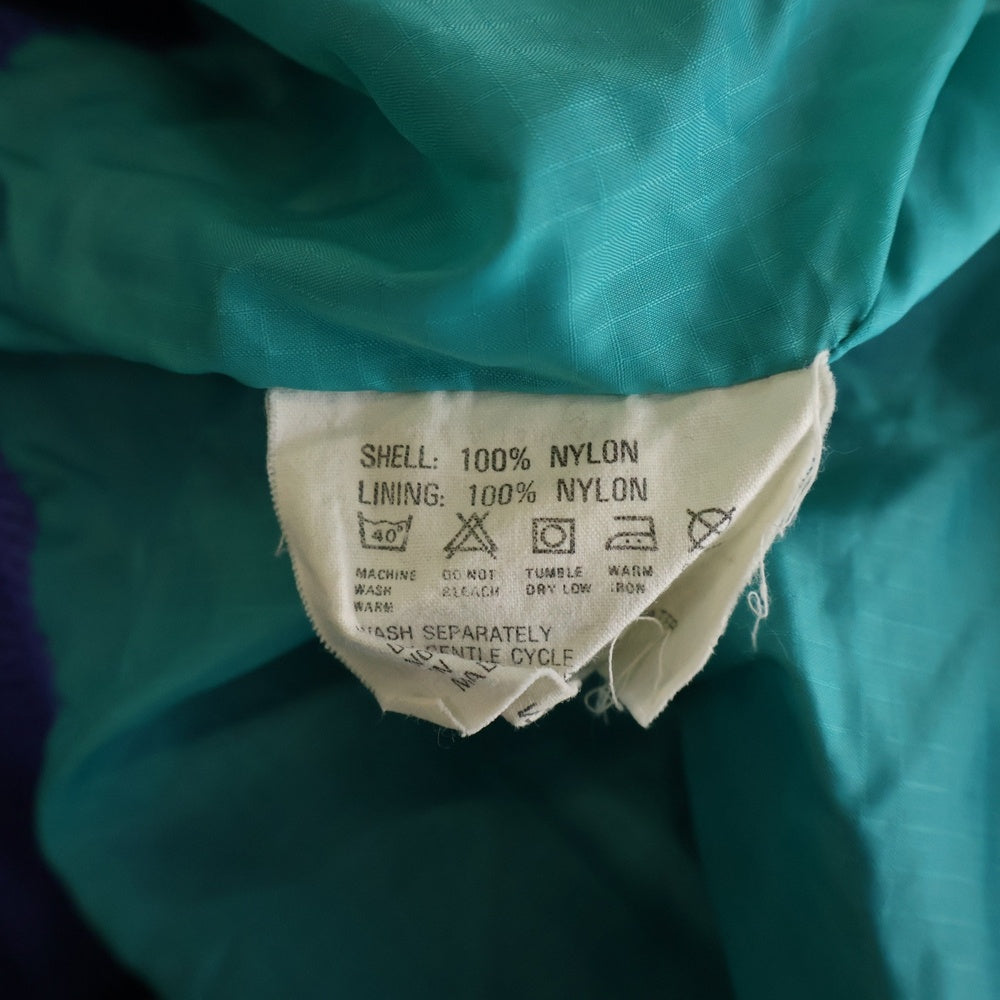 SHELL: 100% NYLON
LINING: 100% NYLON
40°
MACHINE WASH WARM
DO NOT BLEACH
TUMBLE DRY LOW
WARM IRON
WASH SEPARATELY
GENTLE CYCLE